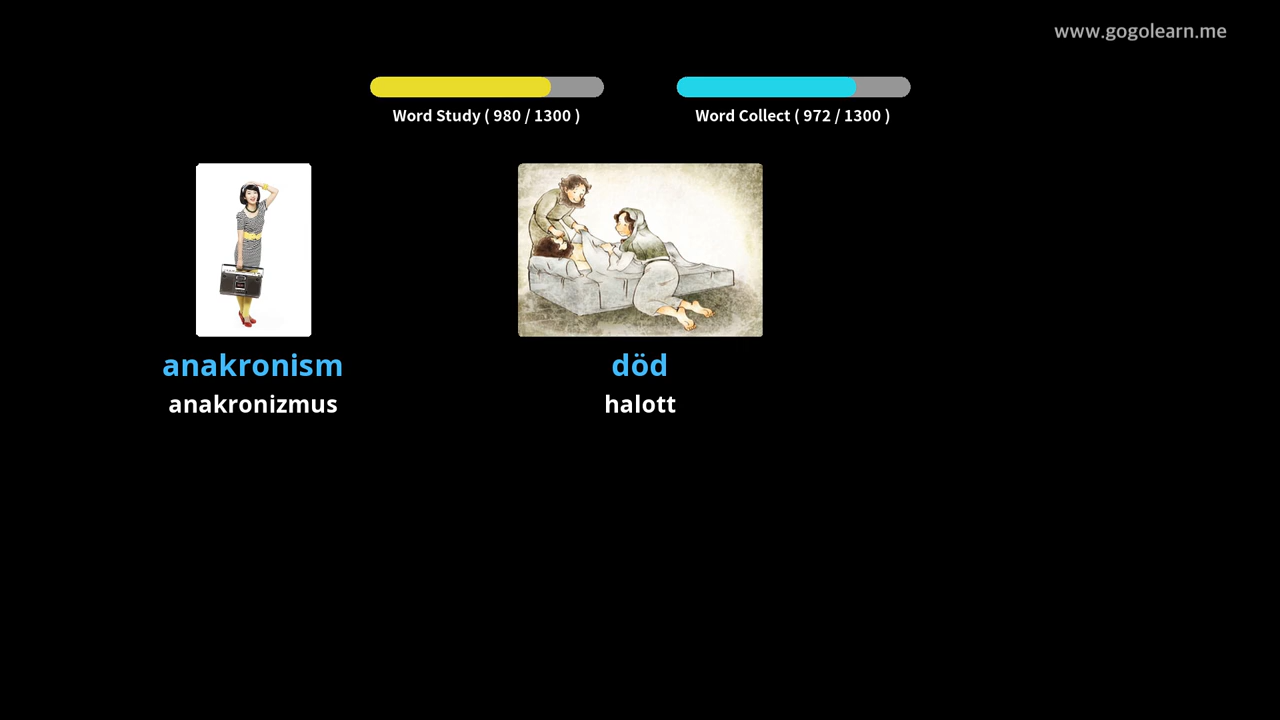 www.gogolearn.me
Word Study ( 980 / 1300 )
Word Collect ( 972 / 1300 )
anakronism
anakronizmus
död
halott